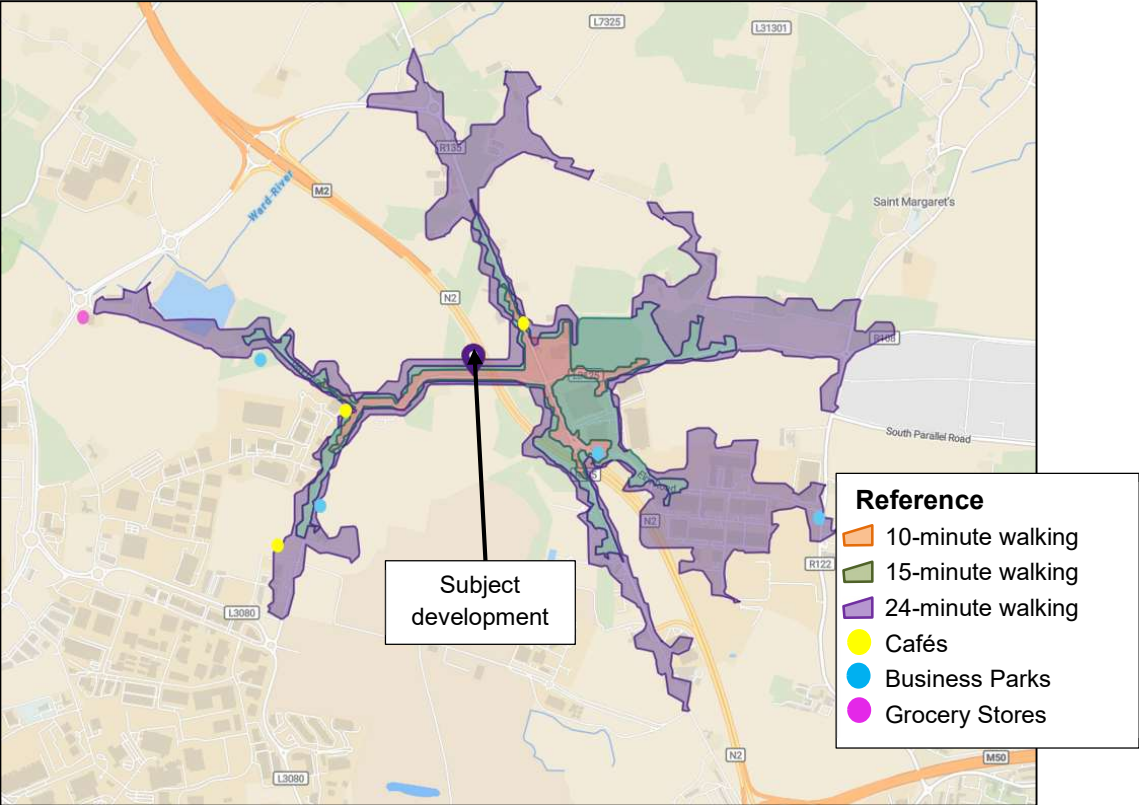 L7325
L31301
R135
M2
Ward-River
Saint Margaret's
N2
R108
South Parallel Road
N2
R122
L3080
N2
M50
L3080
Subject
development
Reference
10-minute walking
15-minute walking
24-minute walking
Cafés
Business Parks
Grocery Stores